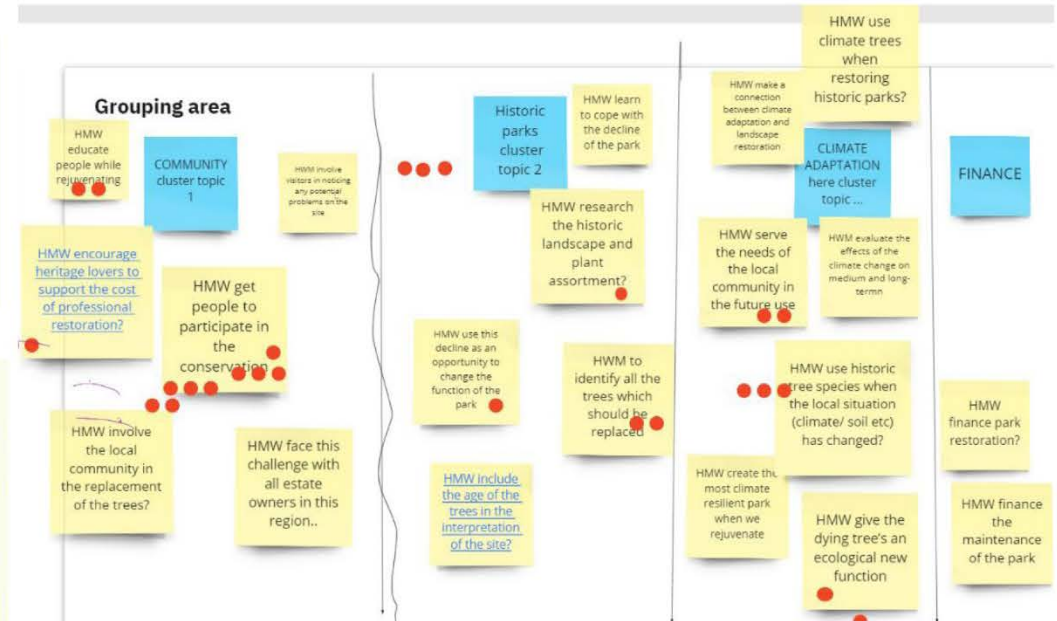 Grouping area
HMW
educate
people while
rejuvenating
COMMUNITY
cluster topic
1
HWM involve
visitors in noticing
any potential
problems on the
site
HMW encourage
heritage lovers to
support the cost
of professional
restoration?
HMW get
people to
participate in
the
conservation
HMW involve
the local
community in
the replacement
of the trees?
HMW face this
challenge with
all estate
owners in this
region..
Historic
parks
cluster
topic 2
HMW learn
to cope with
the decline
of the park
HMW research
the historic
landscape and
plant
assortment?
HMW use this
decline as an
opportunity to
change the
function of the
park
HWM to
identify all the
trees which
should be
replaced
HMW include
the age of the
trees in the
interpretation
of the site?
HMW use
climate trees
when
restoring
historic parks?
HMW make a
connection
between climate
adaptation and
landscape
restoration
CLIMATE
ADAPTATION
here cluster
topic ...
HMW serve
the needs of
the local
community in
the future use
HWM evaluate the
effects of the
climate change on
medium and long-
termn
HMW use historic
tree species when
the local situation
(climate/ soil etc)
has changed?
HMW create the
most climate
resilient park
when we
rejuvenate
HMW give the
dying tree's an
ecological new
function
FINANCE
HMW
finance park
restoration?
HMW finance
the
maintenance
of the park